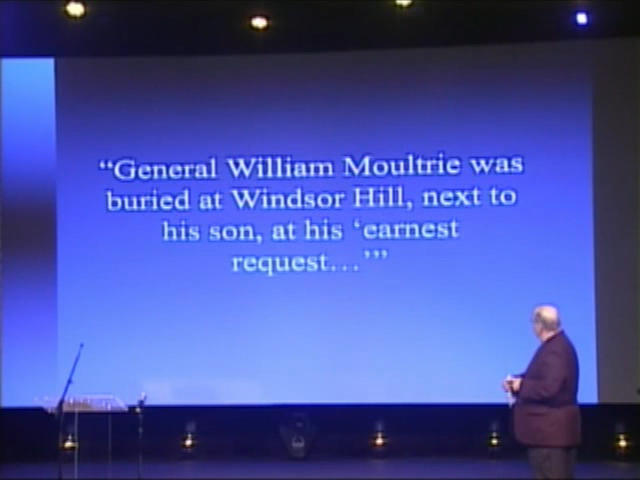 “General William Moultrie was
buried at Windsor Hill, next to
his son, at his ‘earnest
request…’”